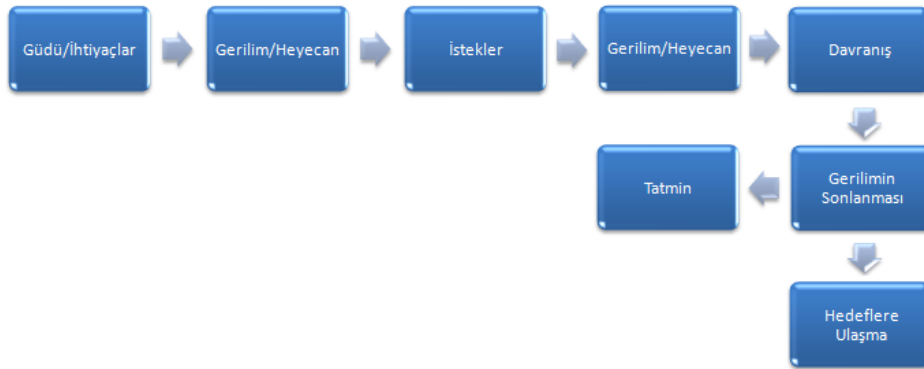 Güdü/İhtiyaçlar
Gerilim/Heyecan
İstekler
Gerilim/Heyecan
Davranış
Gerilimin
Sonlanması
Tatmin
Hedeflere
Ulaşma